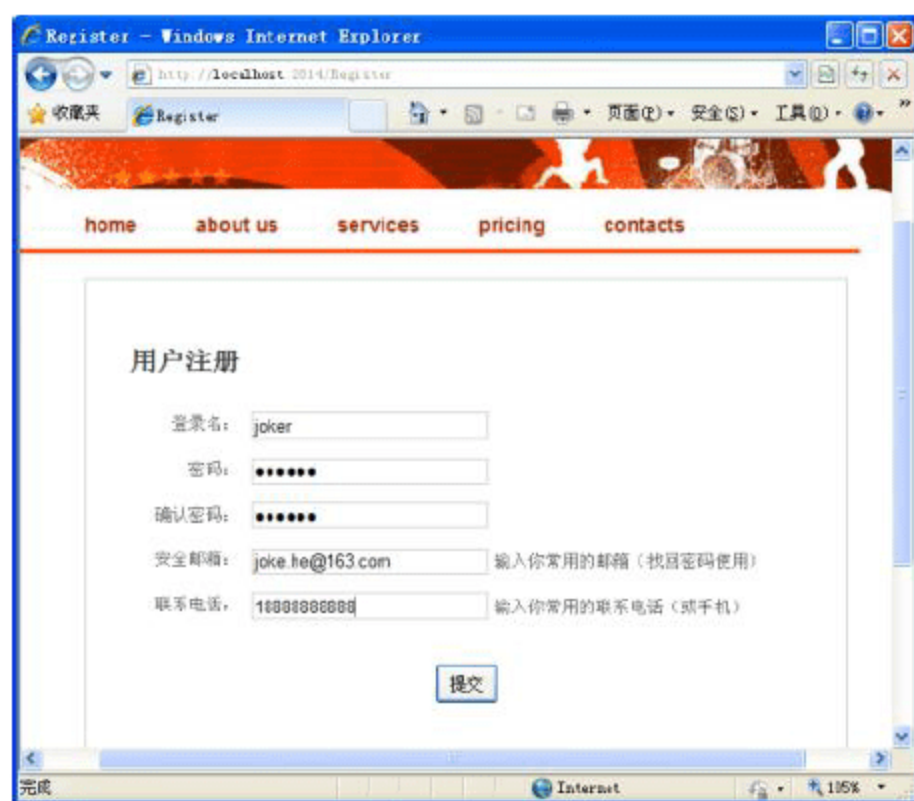 Register - Windows Internet Explorer
http://localhost:2014/Register
收藏夹 Register 页面(P) 安全(S) 工具(O) »
home about us services pricing contacts
用户注册
登录名： joker
密码： ●●●●●●
确认密码： ●●●●●●
安全邮箱： joke.he@163.com 输入你常用的邮箱（找回密码使用）
联系电话： 18888888888 输入你常用的联系电话（或手机）
提交
完成 Internet 105%